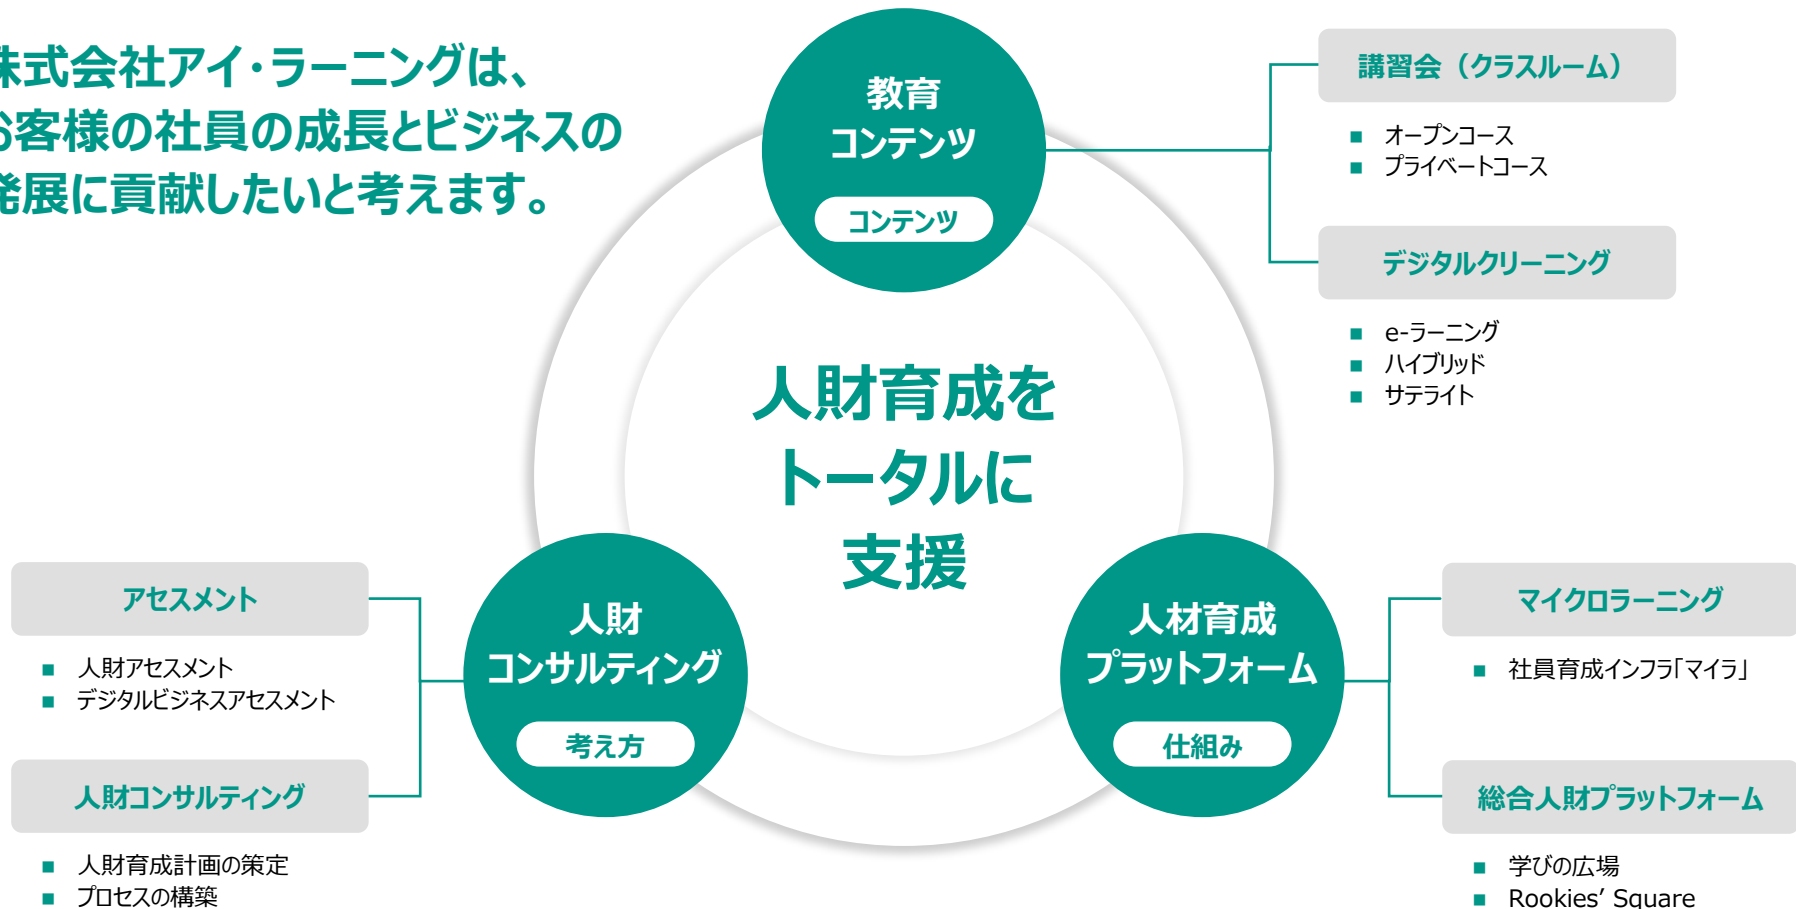 株式会社アイ・ラーニングは、
お客様の社員の成長とビジネスの
発展に貢献したいと考えます。
教育
コンテンツ
コンテンツ
講習会（クラスルーム）
■ オープンコース
■ プライベートコース
デジタルクリーニング
■ e-ラーニング
■ ハイブリッド
■ サテライト
人財育成を
トータルに
支援
アセスメント
■ 人財アセスメント
■ デジタルビジネスアセスメント
人財コンサルティング
■ 人財育成計画の策定
■ プロセスの構築
人財
コンサルティング
考え方
人材育成
プラットフォーム
仕組み
マイクロラーニング
■ 社員育成インフラ「マイラ」
総合人財プラットフォーム
■ 学びの広場
■ Rookies’ Square